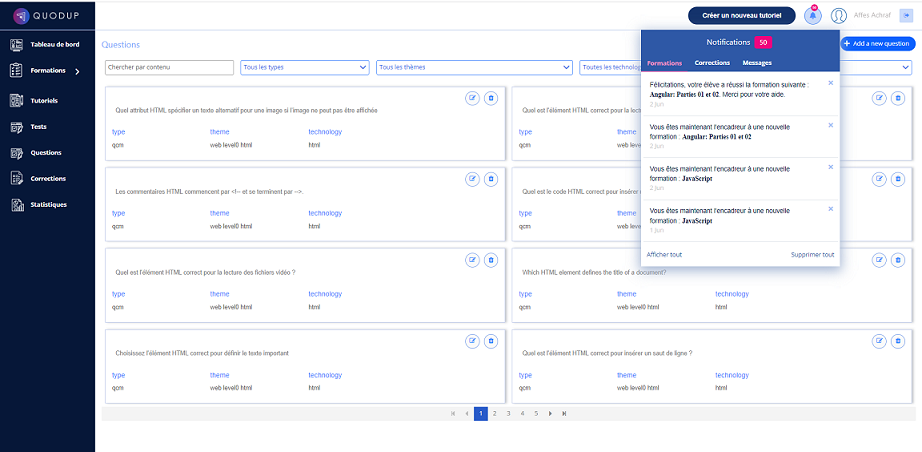 QUODUP
Créer un nouveau tutoriel
Affes Achraf
Tableau de bord
Formations
Tutoriels
Tests
Questions
Corrections
Statistiques
Questions
Add a new question
Chercher par contenu
Tous les types
Tous les thèmes
Toutes les technolog
Notifications 50
Formations Corrections Messages
Félicitations, votre élève a réussi la formation suivante :
Angular: Parties 01 et 02. Merci pour votre aide.
2 Jun
Vous êtes maintenant l'encadreur à une nouvelle
formation : Angular: Parties 01 et 02
2 Jun
Vous êtes maintenant l'encadreur à une nouvelle
formation : JavaScript
2 Jun
Vous êtes maintenant l'encadreur à une nouvelle
formation : JavaScript
1 Jun
Afficher tout Supprimer tout
Quel attribut HTML spécifier un texte alternatif pour une image si l'image ne peut pas être affichée
type theme technology
qcm web level0 html html
Quel est l'élément HTML correct pour la lect
type
qcm
Les commentaires HTML commencent par <!-- et se terminent par -->.
type theme technology
qcm web level0 html html
Quel est le code HTML correct pour insérer
type
qcm web level0 html html
Quel est l'élément HTML correct pour la lecture des fichiers vidéo ?
type theme technology
qcm web level0 html html
Which HTML element defines the title of a document?
type theme technology
qcm web level0 html html
Choisissez l'élément HTML correct pour définir le texte important
type theme technology
qcm web level0 html html
Quel est l'élément HTML correct pour insérer un saut de ligne ?
type theme technology
qcm web level0 html html
1 2 3 4 5